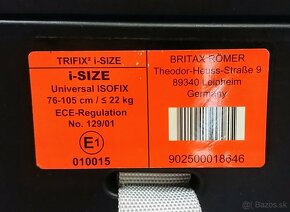 TRIFIX² i-SIZE
i-SIZE
Universal ISOFIX
76-105 cm / ≤ 22 kg
ECE-Regulation
No. 129/01
E1
010015
BRITAX RÖMER
Theodor-Heuss-Straße 9
89340 Leipheim
Germany
902500018646
bazos.sk